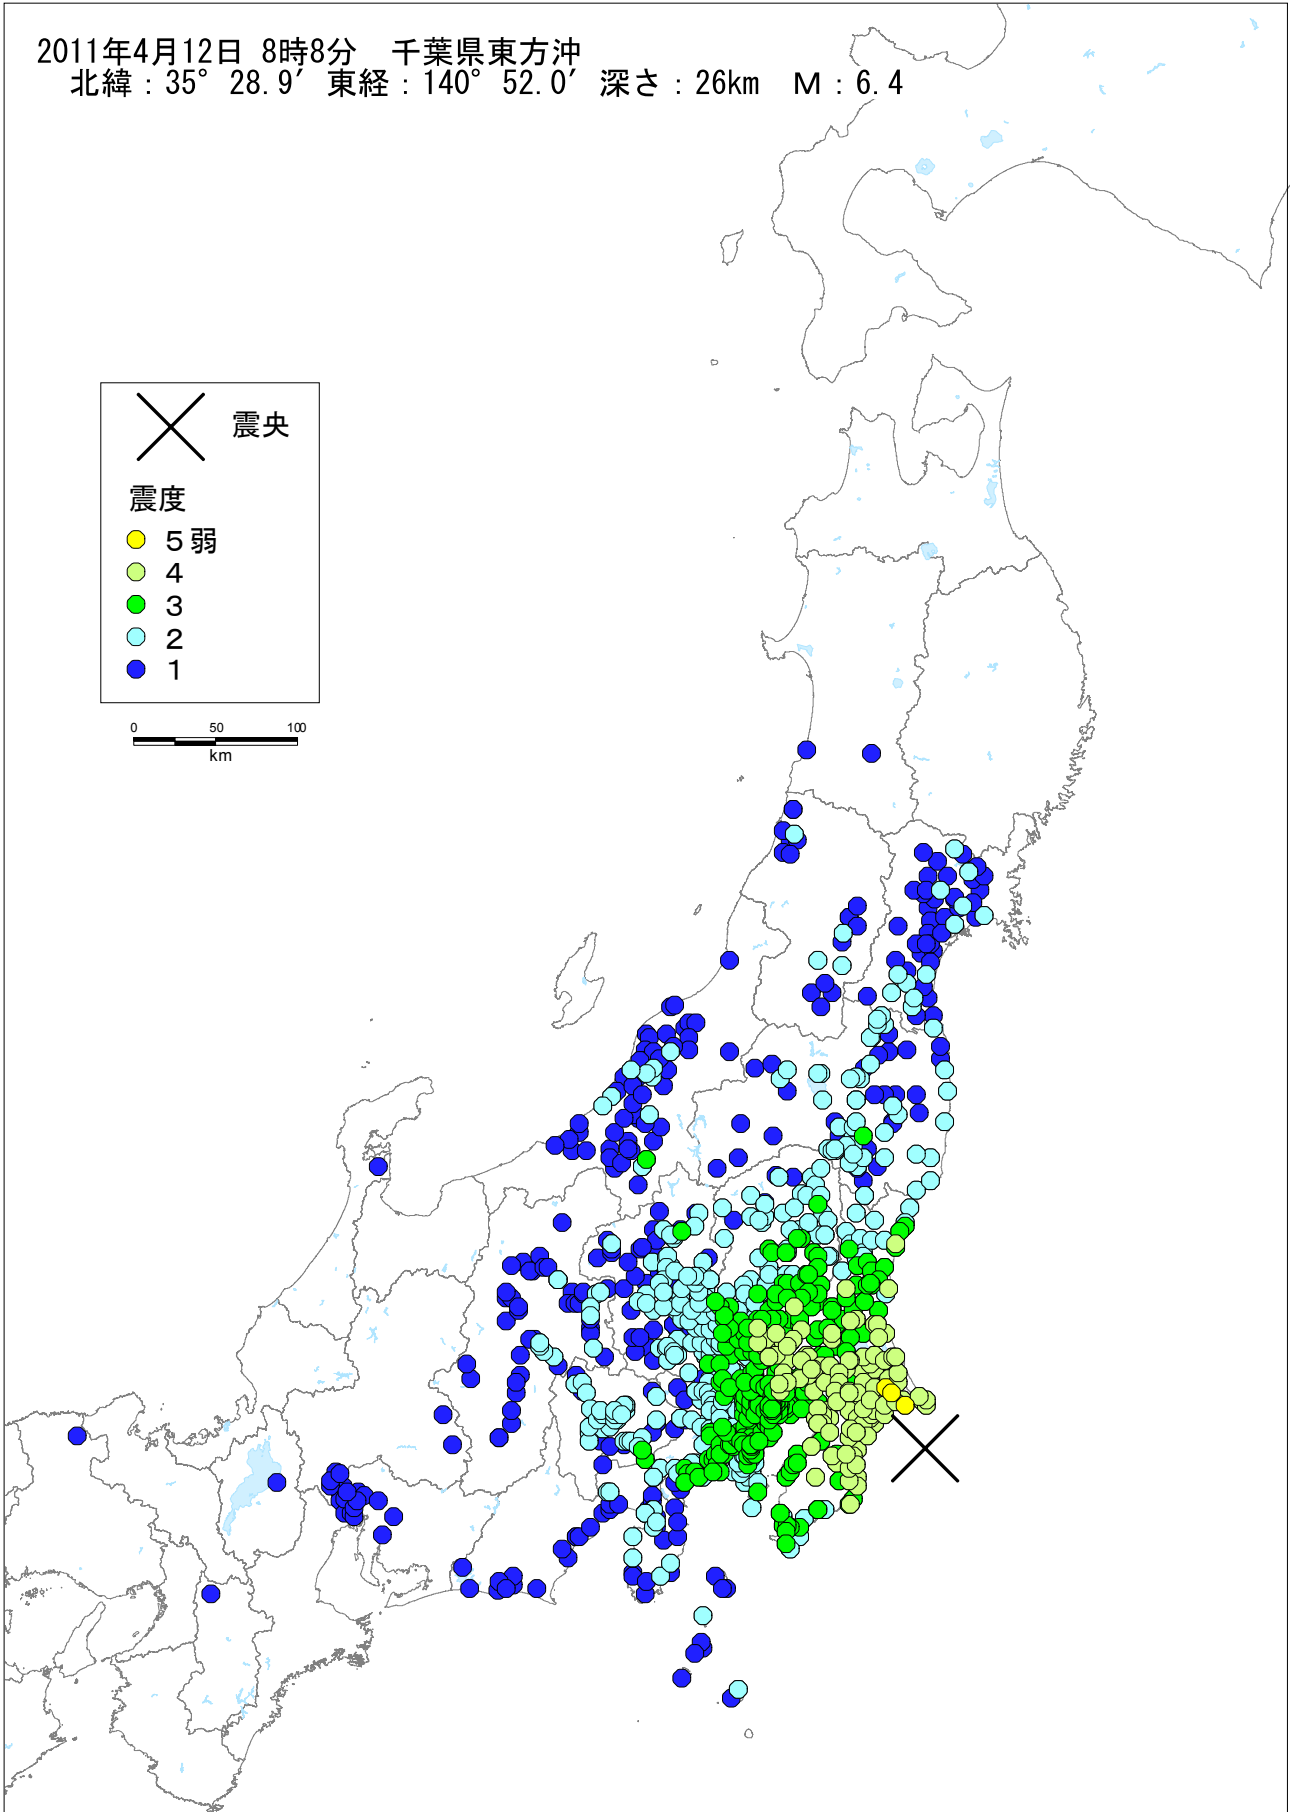 2011年4月12日 8時8分 千葉県東方沖
北緯：35°28.9′東経：140°52.0′深さ：26km M：6.4
震央
震度
５弱
４
３
２
１
0 50 100
km